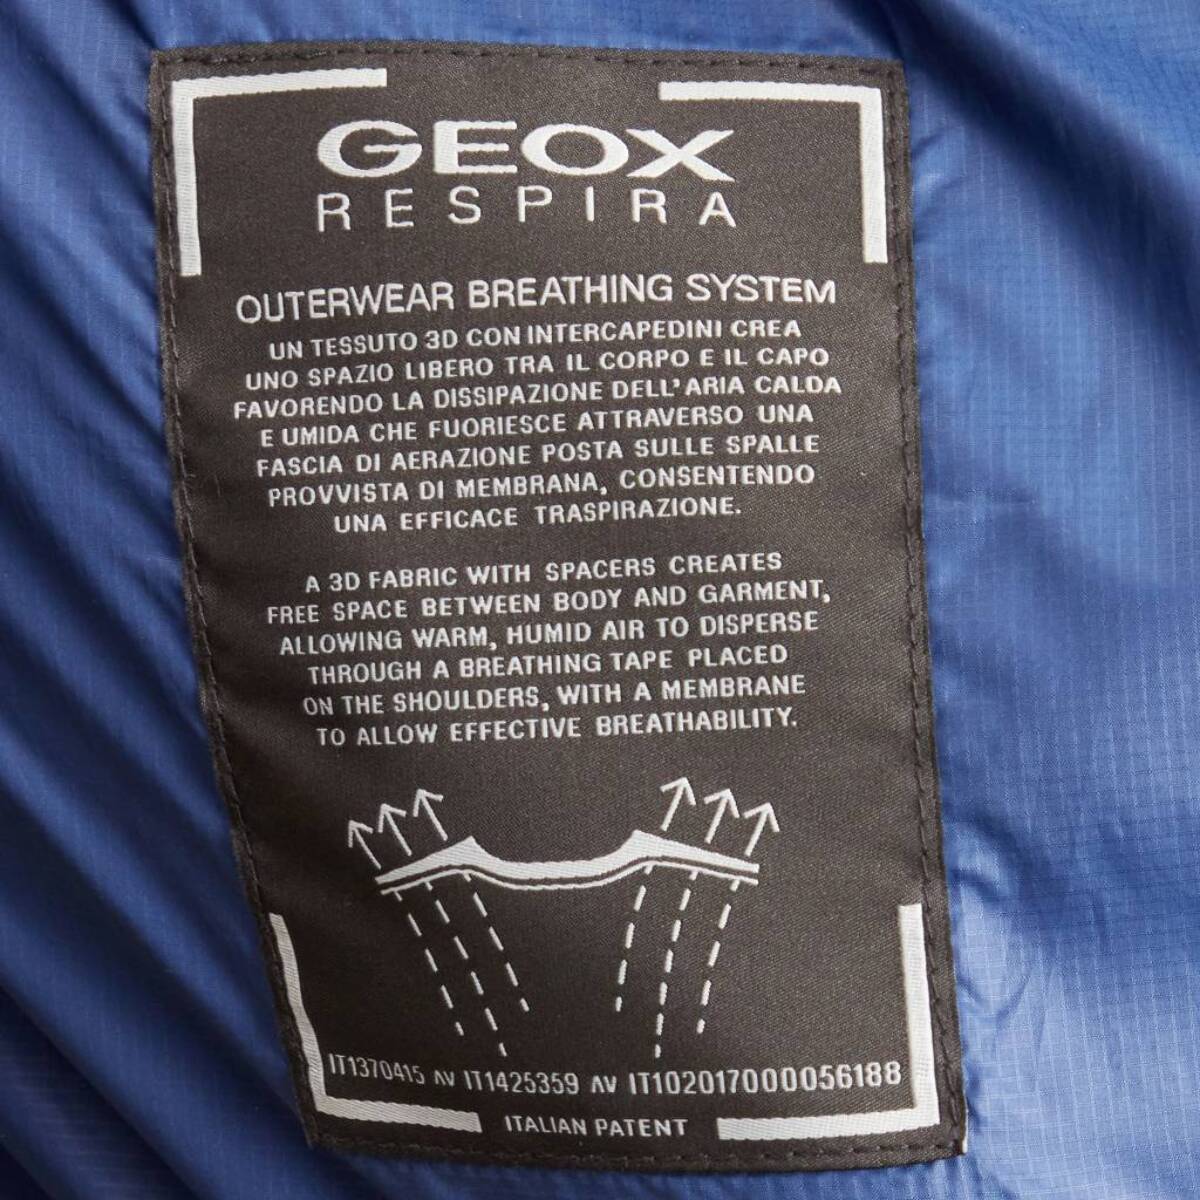 GEOX
RESPIRA
OUTERWEAR BREATHING SYSTEM
UN TESSUTO 3D CON INTERCAPEDINI CREA
UNO SPAZIO LIBERO TRA IL CORPO E IL CAPO
FAVORENDO LA DISSIPAZIONE DELL'ARIA CALDA
E UMIDA CHE FUORIESCE ATTRAVERSO UNA
FASCIA DI AERAZIONE POSTA SULLE SPALLE
PROVVISTA DI MEMBRANA, CONSENTENDO
UNA EFFICACE TRASPIRAZIONE.
A 3D FABRIC WITH SPACERS CREATES
FREE SPACE BETWEEN BODY AND GARMENT,
ALLOWING WARM, HUMID AIR TO DISPERSE
THROUGH A BREATHING TAPE PLACED
ON THE SHOULDERS, WITH A MEMBRANE
TO ALLOW EFFECTIVE BREATHABILITY.
IT1370415 AV IT1425359 AV IT102017000056188
ITALIAN PATENT